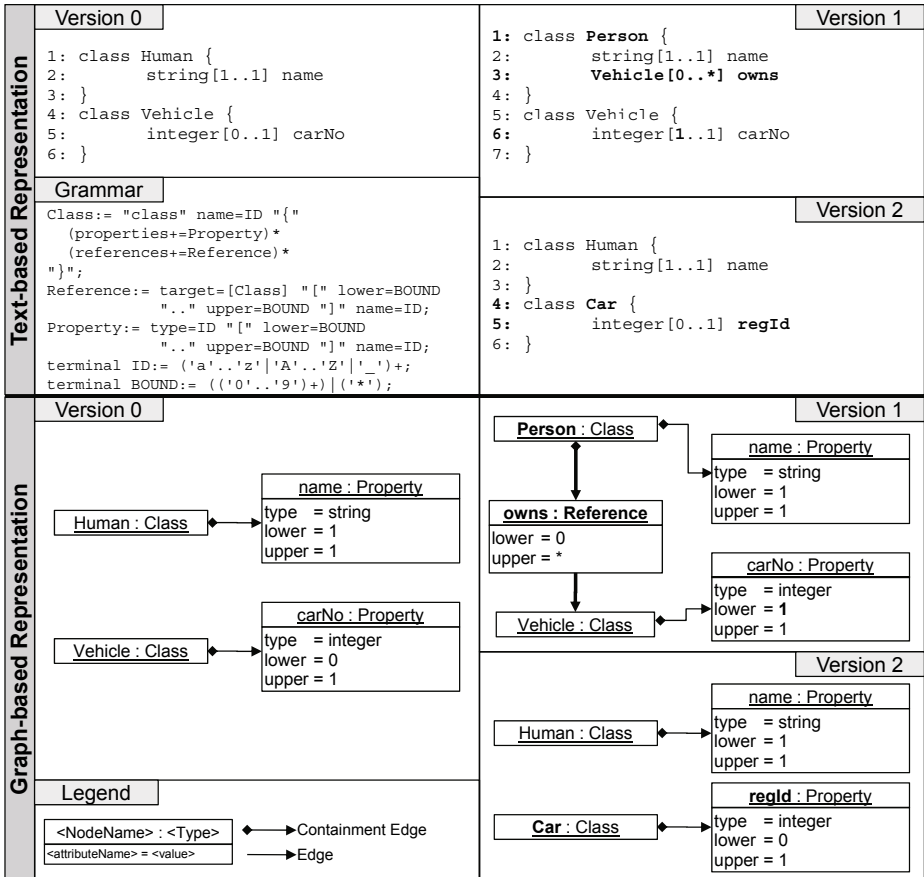 Text-based Representation
Version 0
1: class Human {
2: string[1..1] name
3: }
4: class Vehicle {
5: integer[0..1] carNo
6: }
Grammar
Class:= "class" name=ID "{"
(properties+=Property)*
(references+=Reference)*
"}";
Reference:= target=[Class] "[" lower=BOUND
".." upper=BOUND "]" name=ID;
Property:= type=ID "[" lower=BOUND
".." upper=BOUND "]" name=ID;
terminal ID:= ('a'..'z'|'A'..'Z'|'_')+;
terminal BOUND:= (('0'..'9')+)|('*');
Version 1
1: class Person {
2: string[1..1] name
3: Vehicle[0..*] owns
4: }
5: class Vehicle {
6: integer[1..1] carNo
7: }
Version 2
1: class Human {
2: string[1..1] name
3: }
4: class Car {
5: integer[0..1] regId
6: }
Graph-based Representation
Version 0
Human : Class
name : Property
type = string
lower = 1
upper = 1
Vehicle : Class
carNo : Property
type = integer
lower = 0
upper = 1
Legend
<NodeName> : <Type>
<attributeName> = <value>
Containment Edge
Edge
Version 1
Person : Class
name : Property
type = string
lower = 1
upper = 1
owns : Reference
lower = 0
upper = *
Vehicle : Class
carNo : Property
type = integer
lower = 1
upper = 1
Version 2
Human : Class
name : Property
type = string
lower = 1
upper = 1
Car : Class
regId : Property
type = integer
lower = 0
upper = 1